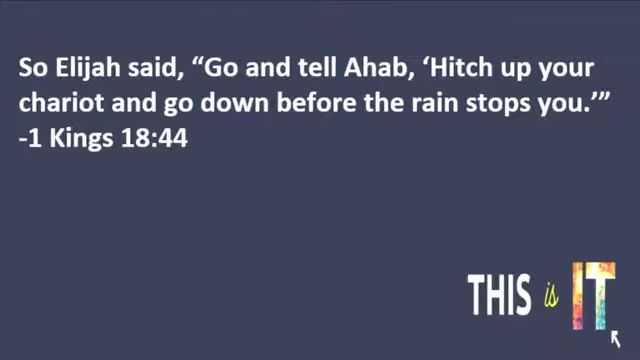 So Elijah said, “Go and tell Ahab, ‘Hitch up your
chariot and go down before the rain stops you.’”
-1 Kings 18:44
THIS is IT